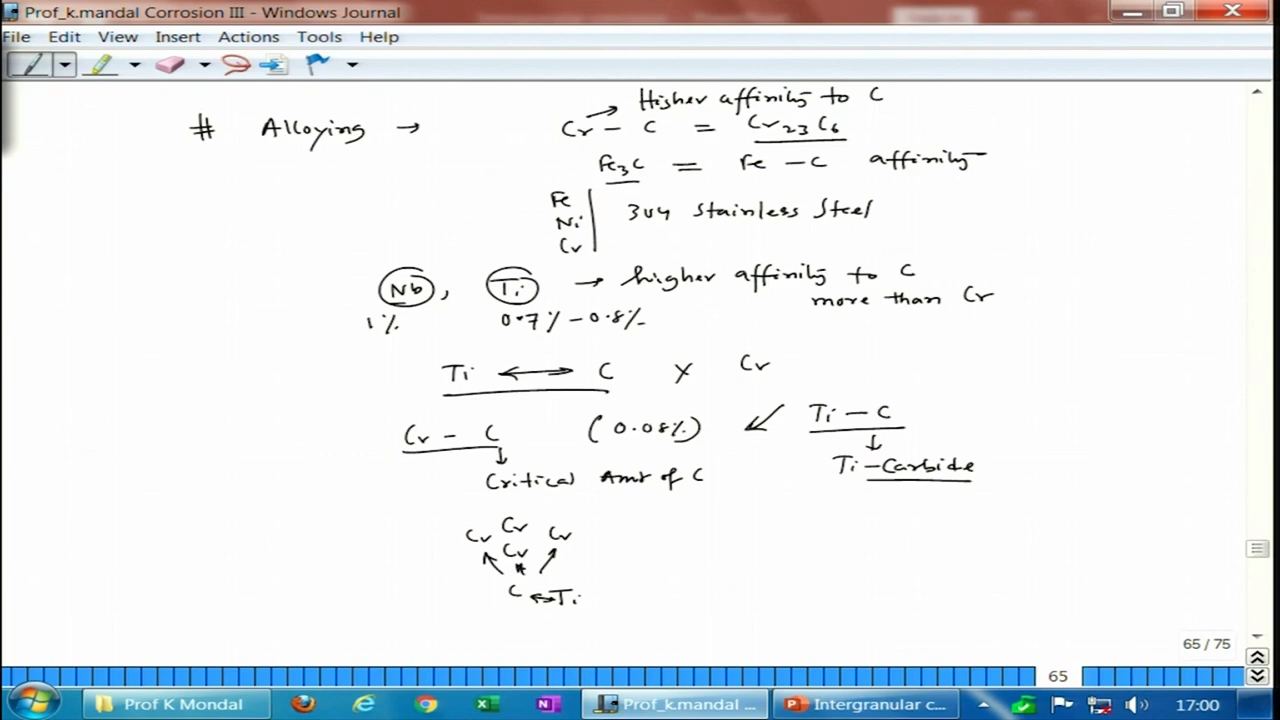 Prof_k.mandal Corrosion III - Windows Journal
File Edit View Insert Actions Tools Help
# Alloying → Higher affinity to C
Cr - C = Cr23C6
Fe3C = Fe - C affinity
Fe
Ni 304 Stainless Steel
Cr
Nb, Ti → higher affinity to C
more than Cr
1% 0.7% - 0.8%
Ti ↔ C x Cr
Cr - C (0.08%) ↙ Ti - C
Critical Amt of C Ti - Carbide
Cr Cr Cr
Cr
C ↔ Ti
65 / 75
65
Prof K Mondal
Prof_k.mandal ...
Intergranular c...
17:00